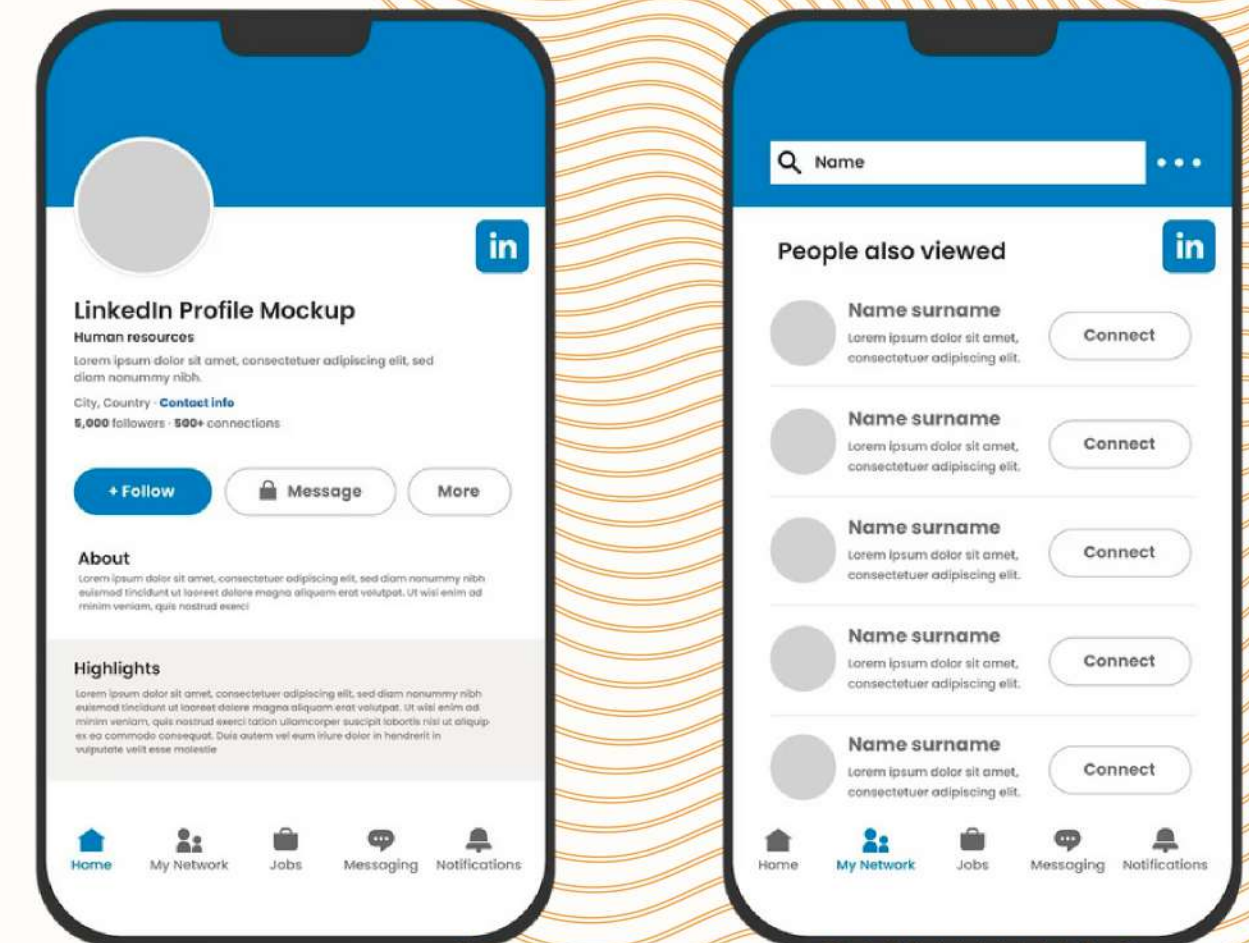 in
LinkedIn Profile Mockup
Human resources
Lorem ipsum dolor sit amet, consectetuer adipiscing elit, sed
diam nonummy nibh.
City, Country · Contact info
5,000 followers · 500+ connections
+ Follow
Message
More
About
Lorem ipsum dolor sit amet, consectetuer adipiscing elit, sed diam nonummy nibh
euismod tincidunt ut laoreet dolore magna aliquam erat volutpat. Ut wisi enim ad
minim veniam, quis nostrud exerci
Highlights
Lorem ipsum dolor sit amet, consectetuer adipiscing elit, sed diam nonummy nibh
euismod tincidunt ut laoreet dolore magna aliquam erat volutpat. Ut wisi enim ad
minim veniam, quis nostrud exerci tation ullamcorper suscipit lobortis nisl ut aliquip
ex ea commodo consequat. Duis autem vel eum iriure dolor in hendrerit in
vulputate velit esse molestie
Home
My Network
Jobs
Messaging
Notifications
Name
in
People also viewed
Name surname
Lorem ipsum dolor sit amet,
consectetuer adipiscing elit.
Connect
Name surname
Lorem ipsum dolor sit amet,
consectetuer adipiscing elit.
Connect
Name surname
Lorem ipsum dolor sit amet,
consectetuer adipiscing elit.
Connect
Name surname
Lorem ipsum dolor sit amet,
consectetuer adipiscing elit.
Connect
Name surname
Lorem ipsum dolor sit amet,
consectetuer adipiscing elit.
Connect
Home
My Network
Jobs
Messaging
Notifications